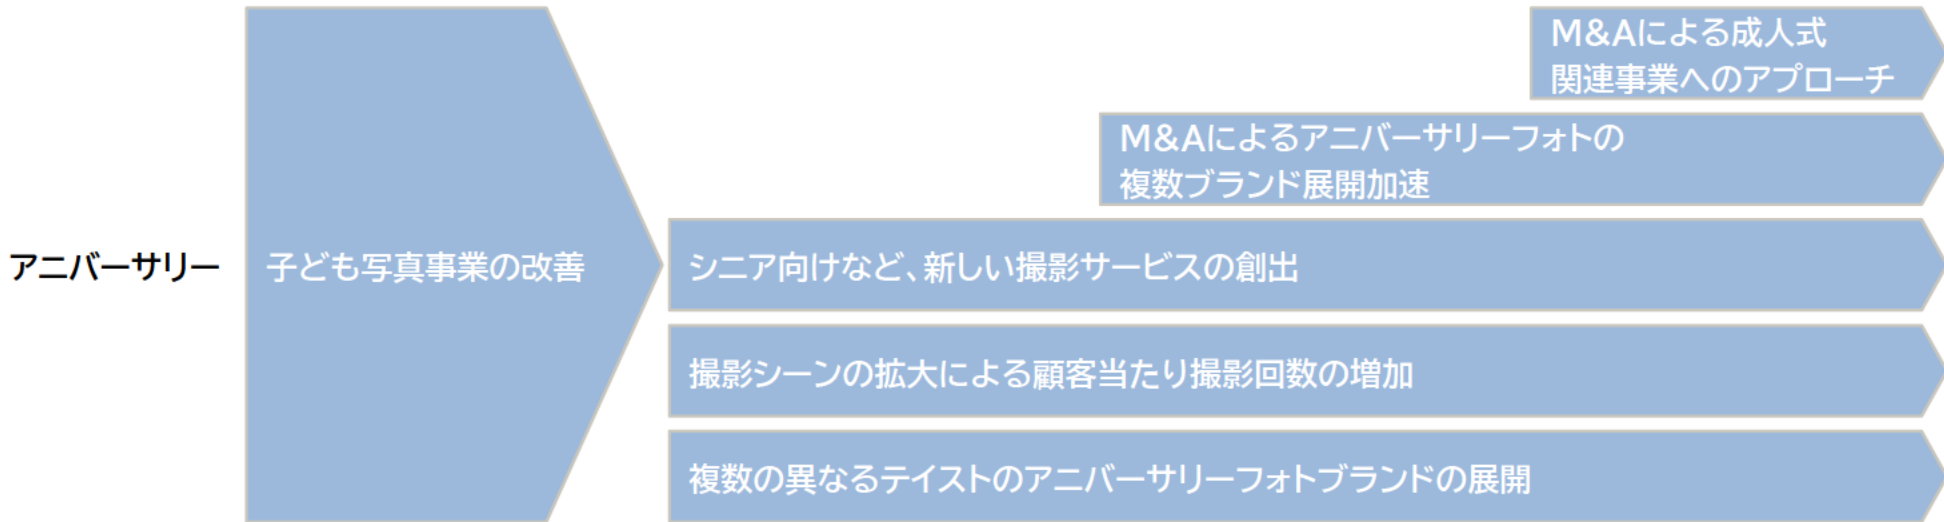 M&Aによる成人式
関連事業へのアプローチ
M&Aによるアニバーサリーフォトの
複数ブランド展開加速
アニバーサリー
子ども写真事業の改善
シニア向けなど、新しい撮影サービスの創出
撮影シーンの拡大による顧客当たり撮影回数の増加
複数の異なるテイストのアニバーサリーフォトブランドの展開